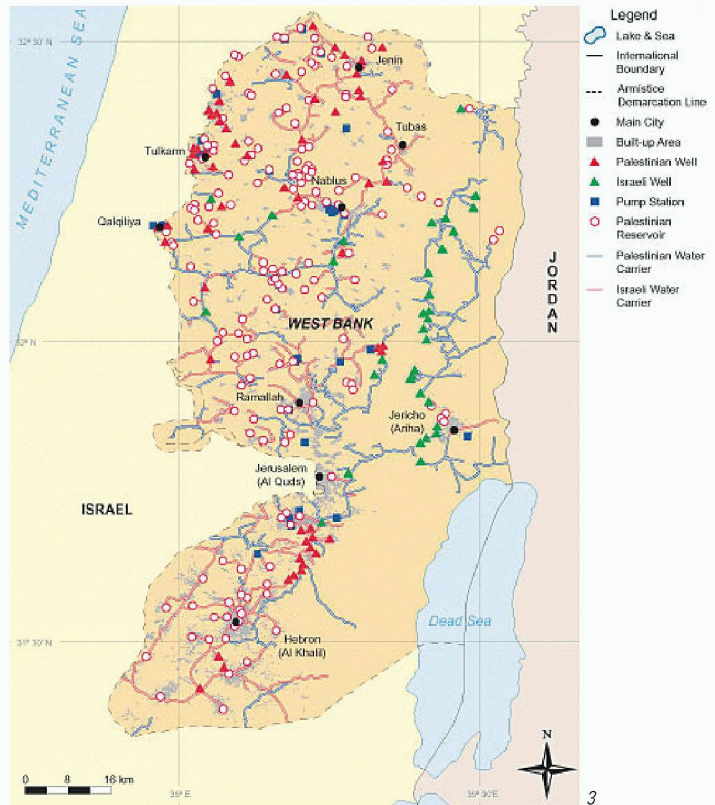 MEDITERRANEAN SEA
32° 30' N
Jenin
Tubas
Tulkarm
Nablus
Qalqiliya
JORDAN
WEST BANK
32° N
Ramallah
Jericho
(Ariha)
Jerusalem
(Al Quds)
ISRAEL
Dead Sea
31° 30' N
Hebron
(Al Khalil)
0 8 16 km
35° E
35° 30' E
N
Legend
Lake & Sea
International
Boundary
Armistice
Demarcation Line
Main City
Built-up Area
Palestinian Well
Israeli Well
Pump Station
Palestinian
Reservoir
Palestinian Water
Carrier
Israeli Water
Carrier
3